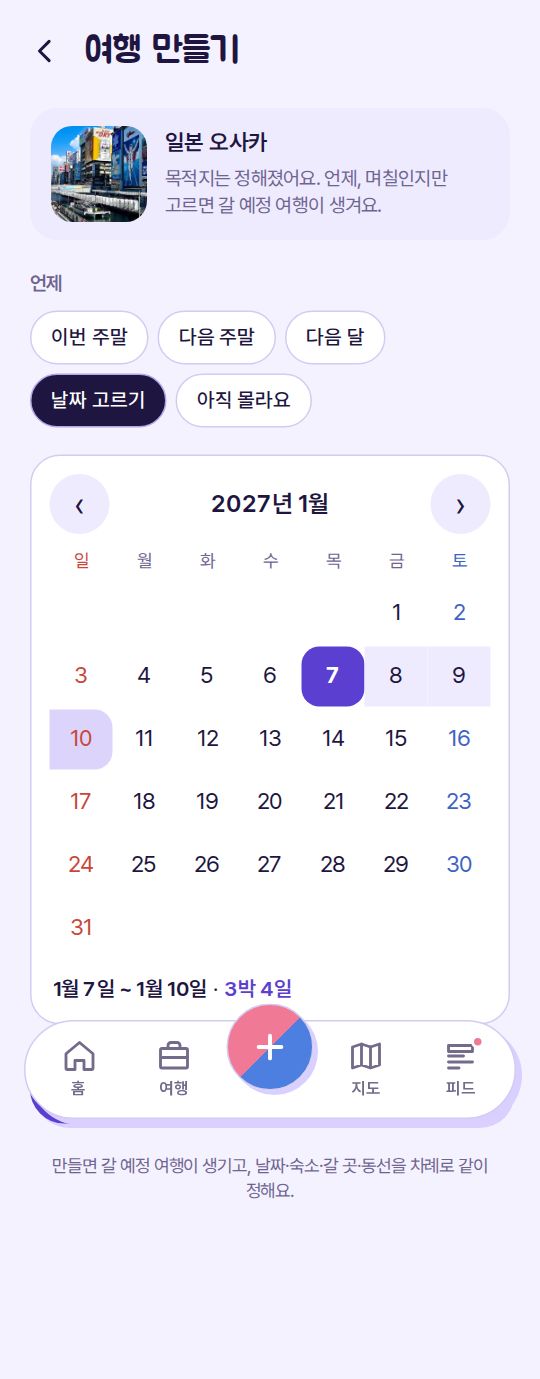 여행 만들기
일본 오사카
목적지는 정해졌어요. 언제, 며칠인지만
고르면 갈 예정 여행이 생겨요.
언제
이번 주말 다음 주말 다음 달
날짜 고르기 아직 몰라요
‹ 2027년 1월 ›
일 월 화 수 목 금 토
1 2
3 4 5 6 7 8 9
10 11 12 13 14 15 16
17 18 19 20 21 22 23
24 25 26 27 28 29 30
31
1월 7일 ~ 1월 10일 · 3박 4일
홈 여행 지도 피드
만들면 갈 예정 여행이 생기고, 날짜·숙소·갈 곳·동선을 차례로 같이
정해요.